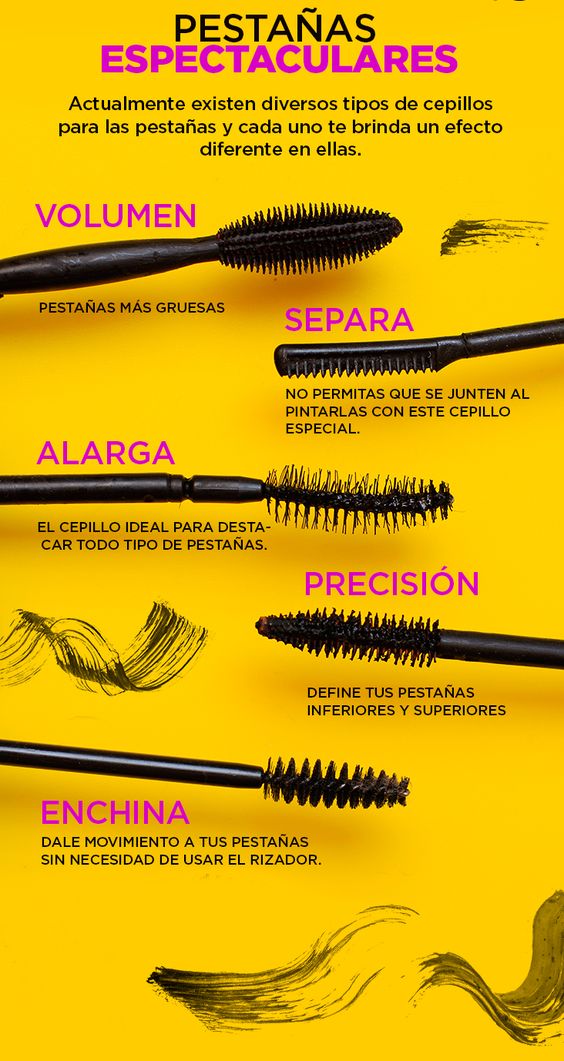 PESTAÑAS
ESPECTACULARES
Actualmente existen diversos tipos de cepillos
para las pestañas y cada uno te brinda un efecto
diferente en ellas.
VOLUMEN
PESTAÑAS MÁS GRUESAS
SEPARA
NO PERMITAS QUE SE JUNTEN AL
PINTARLAS CON ESTE CEPILLO
ESPECIAL.
ALARGA
EL CEPILLO IDEAL PARA DESTA-
CAR TODO TIPO DE PESTAÑAS.
PRECISIÓN
DEFINE TUS PESTAÑAS
INFERIORES Y SUPERIORES
ENCHINA
DALE MOVIMIENTO A TUS PESTAÑAS
SIN NECESIDAD DE USAR EL RIZADOR.